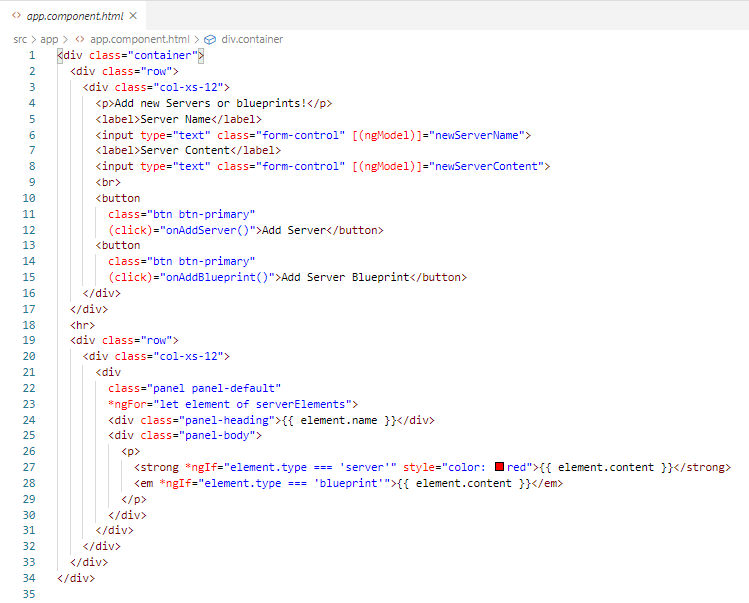 <> app.component.html ×
src > app > <> app.component.html > div.container
1 <div class="container">
2 <div class="row">
3 <div class="col-xs-12">
4 <p>Add new Servers or blueprints!</p>
5 <label>Server Name</label>
6 <input type="text" class="form-control" [(ngModel)]="newServerName">
7 <label>Server Content</label>
8 <input type="text" class="form-control" [(ngModel)]="newServerContent">
9 <br>
10 <button
11 class="btn btn-primary"
12 (click)="onAddServer()">Add Server</button>
13 <button
14 class="btn btn-primary"
15 (click)="onAddBlueprint()">Add Server Blueprint</button>
16 </div>
17 </div>
18 <hr>
19 <div class="row">
20 <div class="col-xs-12">
21 <div
22 class="panel panel-default"
23 *ngFor="let element of serverElements">
24 <div class="panel-heading">{{ element.name }}</div>
25 <div class="panel-body">
26 <p>
27 <strong *ngIf="element.type === 'server'" style="color: red">{{ element.content }}</strong>
28 <em *ngIf="element.type === 'blueprint'">{{ element.content }}</em>
29 </p>
30 </div>
31 </div>
32 </div>
33 </div>
34 </div>
35